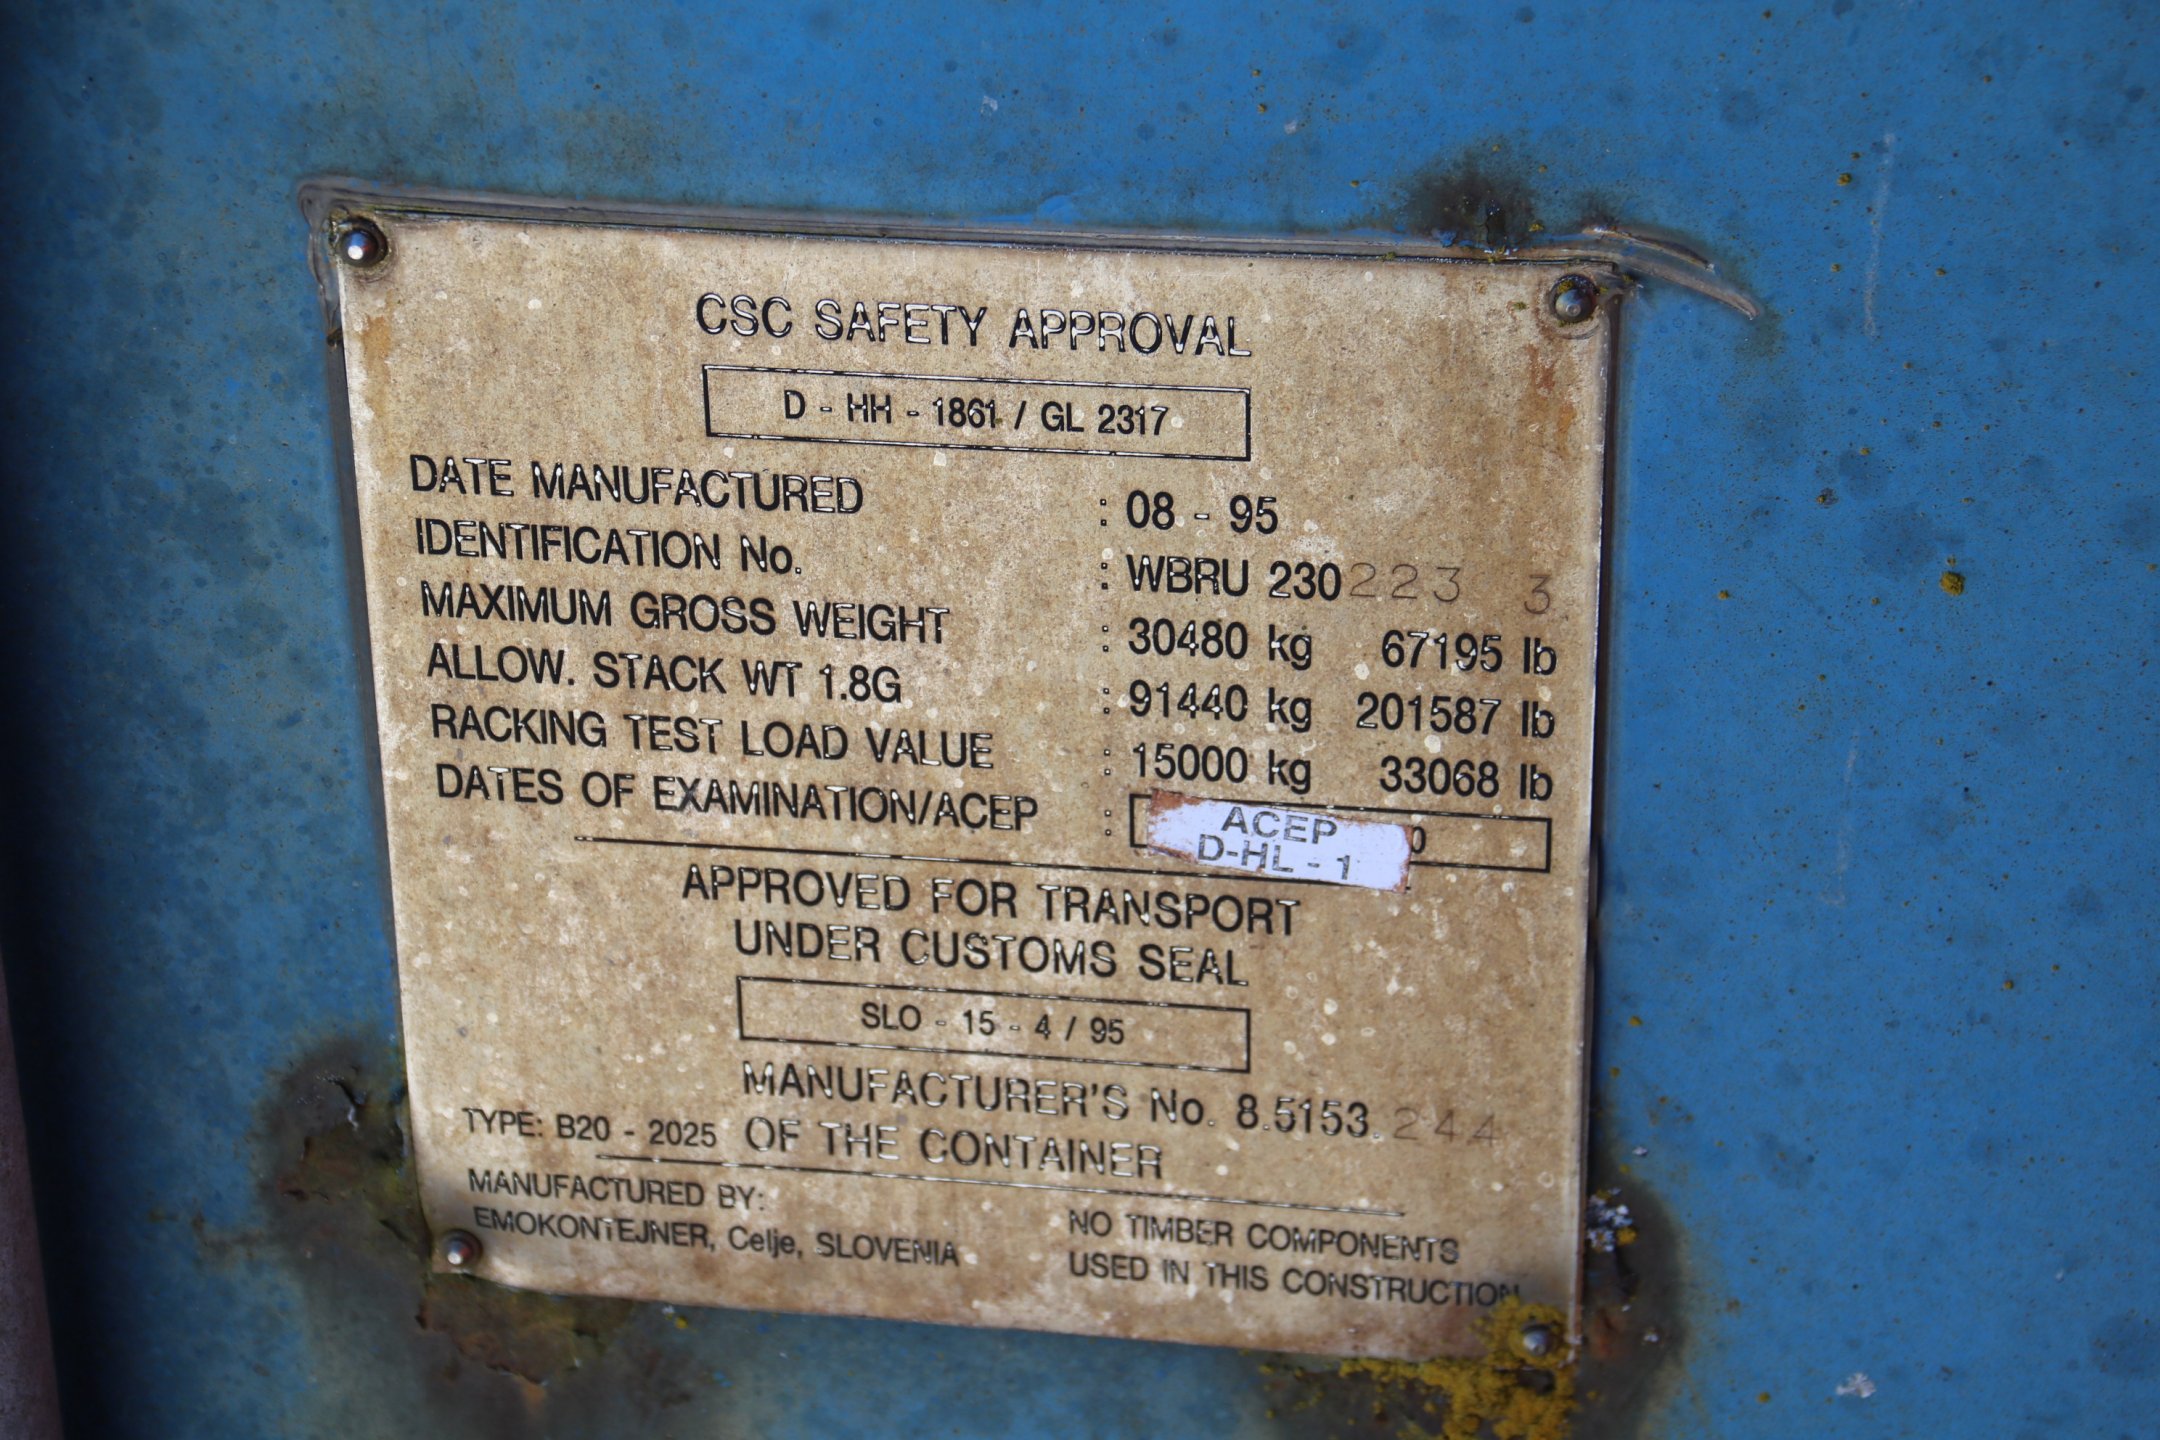 CSC SAFETY APPROVAL
D - HH - 1861 / GL 2317
DATE MANUFACTURED : 08 - 95
IDENTIFICATION No. : WBRU 230223 3
MAXIMUM GROSS WEIGHT : 30480 kg 67195 lb
ALLOW. STACK WT 1.8G : 91440 kg 201587 lb
RACKING TEST LOAD VALUE : 15000 kg 33068 lb
DATES OF EXAMINATION/ACEP :
ACEP
D-HL - 1
APPROVED FOR TRANSPORT
UNDER CUSTOMS SEAL
SLO - 15 - 4 / 95
MANUFACTURER'S No. 8.5153.244
TYPE: B20 - 2025 OF THE CONTAINER
MANUFACTURED BY:
EMOKONTEJNER, Celje, SLOVENIA
NO TIMBER COMPONENTS
USED IN THIS CONSTRUCTION